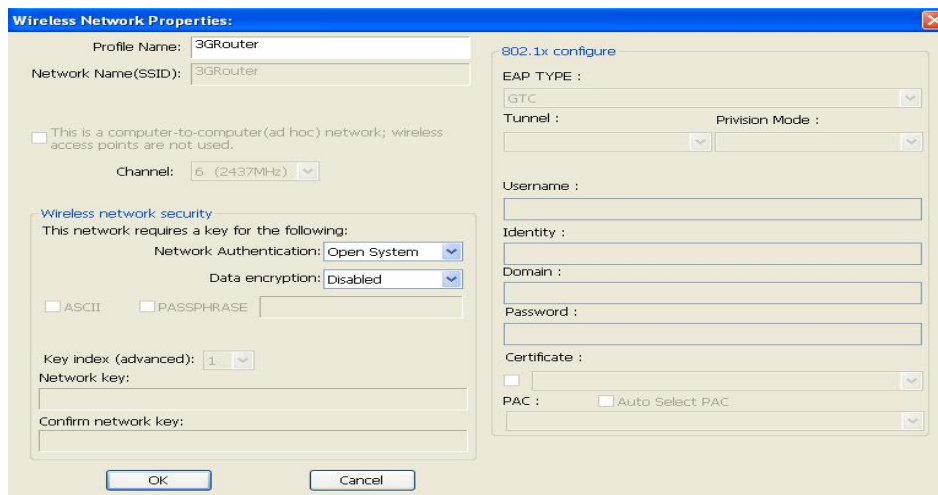 Wireless Network Properties:
Profile Name: 3GRouter
Network Name(SSID): 3GRouter
This is a computer-to-computer(ad hoc) network; wireless
access points are not used.
Channel: 6 (2437MHz)
Wireless network security
This network requires a key for the following:
Network Authentication: Open System
Data encryption: Disabled
ASCII PASSPHRASE
Key index (advanced): 1
Network key:
Confirm network key:
OK Cancel
802.1x configure
EAP TYPE :
GTC
Tunnel : Privision Mode :
Username :
Identity :
Domain :
Password :
Certificate :
PAC : Auto Select PAC